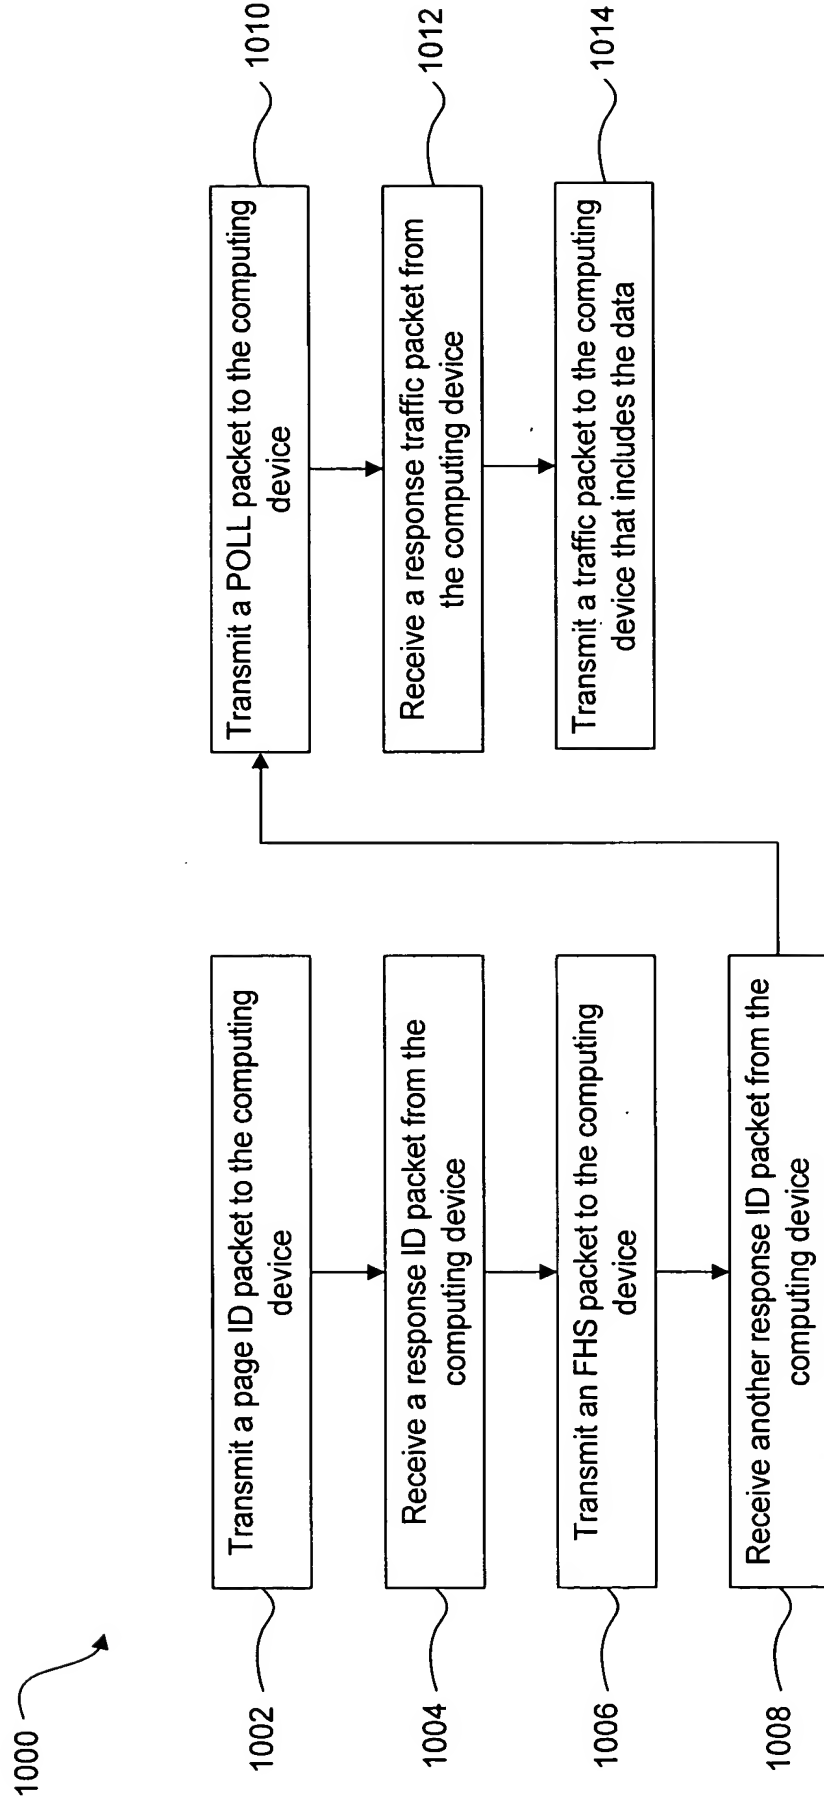 1000
1002
Transmit a page ID packet to the computing
device
1004
Receive a response ID packet from the
computing device
1006
Transmit an FHS packet to the computing
device
1008
Receive another response ID packet from the
computing device
Transmit a POLL packet to the computing
device
1010
Receive a response traffic packet from
the computing device
1012
Transmit a traffic packet to the computing
device that includes the data
1014